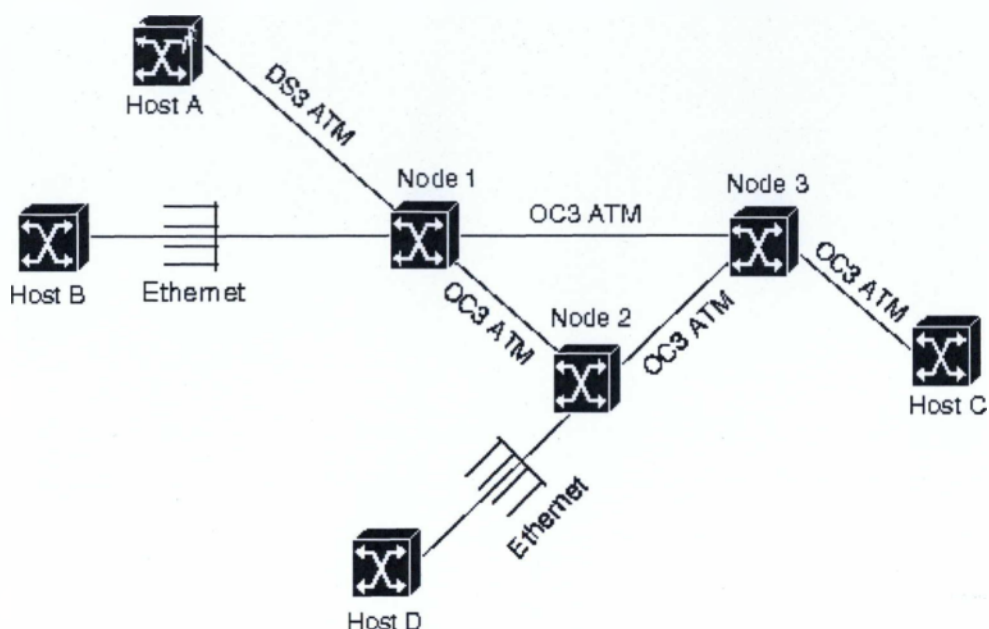 Host A
DS3 ATM
Node 1
Node 3
OC3 ATM
Host B
Ethernet
OC3 ATM
Node 2
OC3 ATM
OC3 ATM
Host C
Ethernet
Host D